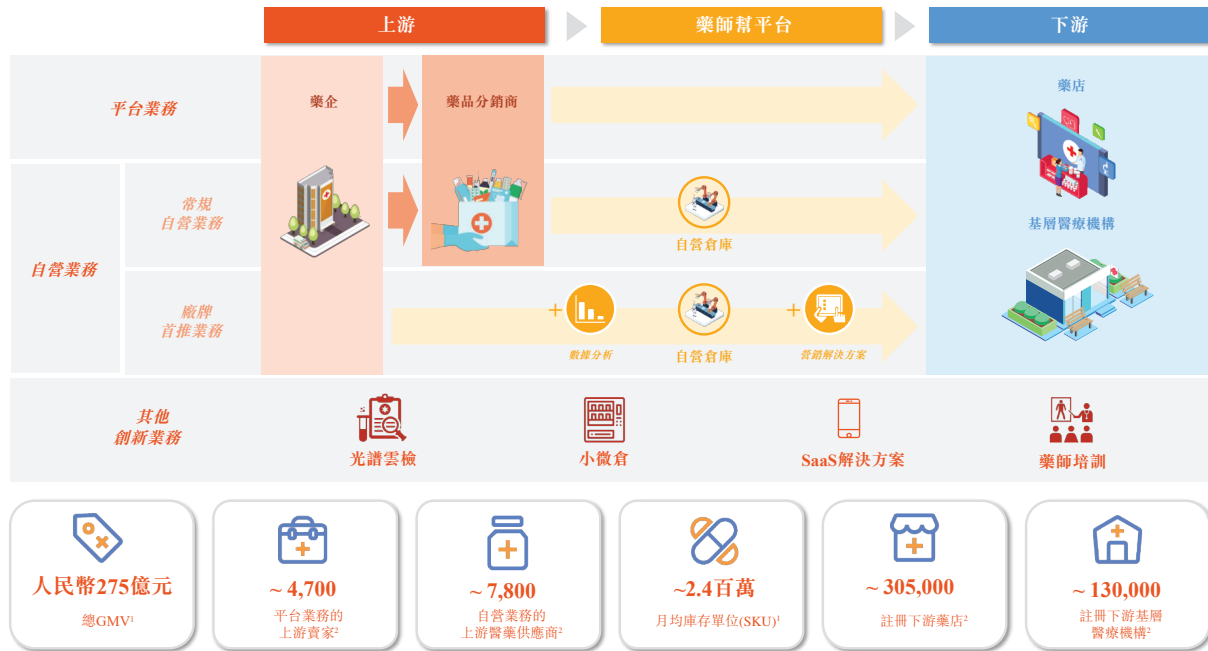 上游
藥師幫平台
下游
平台業務
藥企
藥品分銷商
藥店
自營業務
常規
自營業務
自營倉庫
基層醫療機構
廠牌
首推業務
+
數據分析
自營倉庫
+
營銷解決方案
其他
創新業務
光譜雲檢
小微倉
SaaS解決方案
藥師培訓
人民幣275億元
總GMV¹
~ 4,700
平台業務的
上游賣家²
~ 7,800
自營業務的
上游醫藥供應商²
~2.4百萬
月均庫存單位(SKU)¹
~ 305,000
註冊下游藥店²
~ 130,000
註冊下游基層
醫療機構²